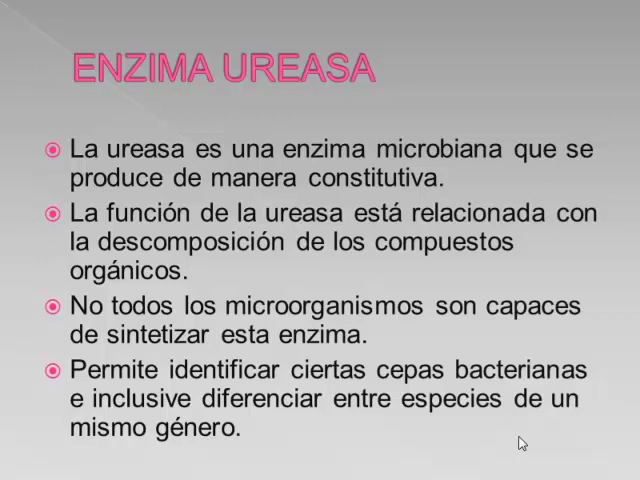 ENZIMA UREASA
La ureasa es una enzima microbiana que se
produce de manera constitutiva.
La función de la ureasa está relacionada con
la descomposición de los compuestos
orgánicos.
No todos los microorganismos son capaces
de sintetizar esta enzima.
Permite identificar ciertas cepas bacterianas
e inclusive diferenciar entre especies de un
mismo género.